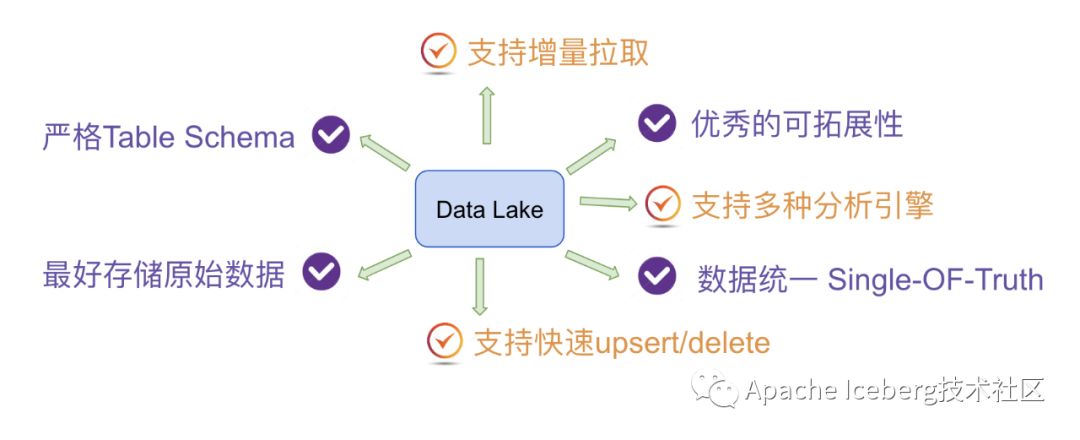 支持增量拉取
严格Table Schema
优秀的可拓展性
Data Lake
支持多种分析引擎
最好存储原始数据
数据统一 Single-OF-Truth
支持快速upsert/delete
Apache Iceberg技术社区